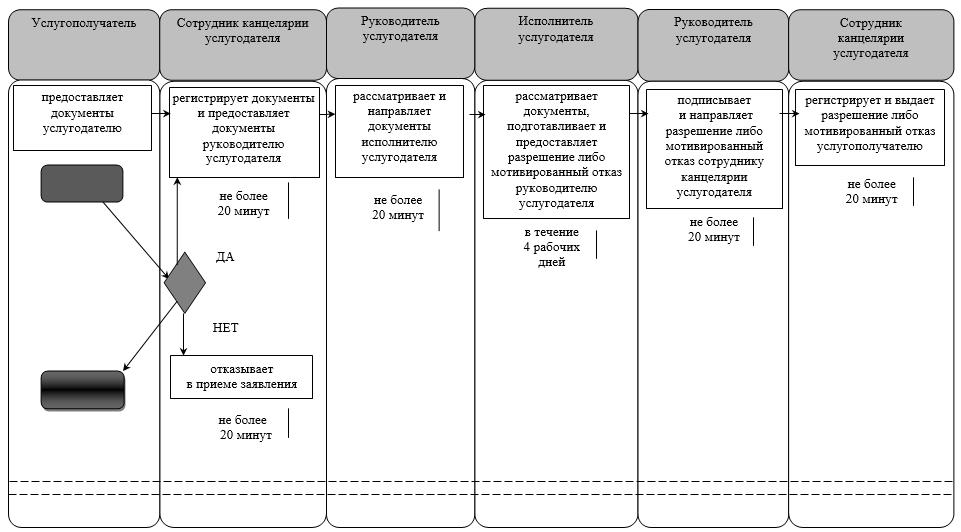 Услугополучатель
Сотрудник канцелярии
услугодателя
Руководитель
услугодателя
Исполнитель
услугодателя
Руководитель
услугодателя
Сотрудник
канцелярии
услугодателя
предоставляет
документы
услугодателю
регистрирует документы
и предоставляет
документы
руководителю
услугодателя
рассматривает и
направляет
документы
исполнителю
услугодателя
рассматривает
документы,
подготавливает и
предоставляет
разрешение либо
мотивированный отказ
руководителю
услугодателя
подписывает
и направляет
разрешение либо
мотивированный
отказ сотруднику
канцелярии
услугодателя
регистрирует и выдает
разрешение либо
мотивированный отказ
услугополучателю
не более
20 минут
не более
20 минут
в течение
4 рабочих
дней
не более
20 минут
не более
20 минут
ДА
НЕТ
отказывает
в приеме заявления
не более
20 минут